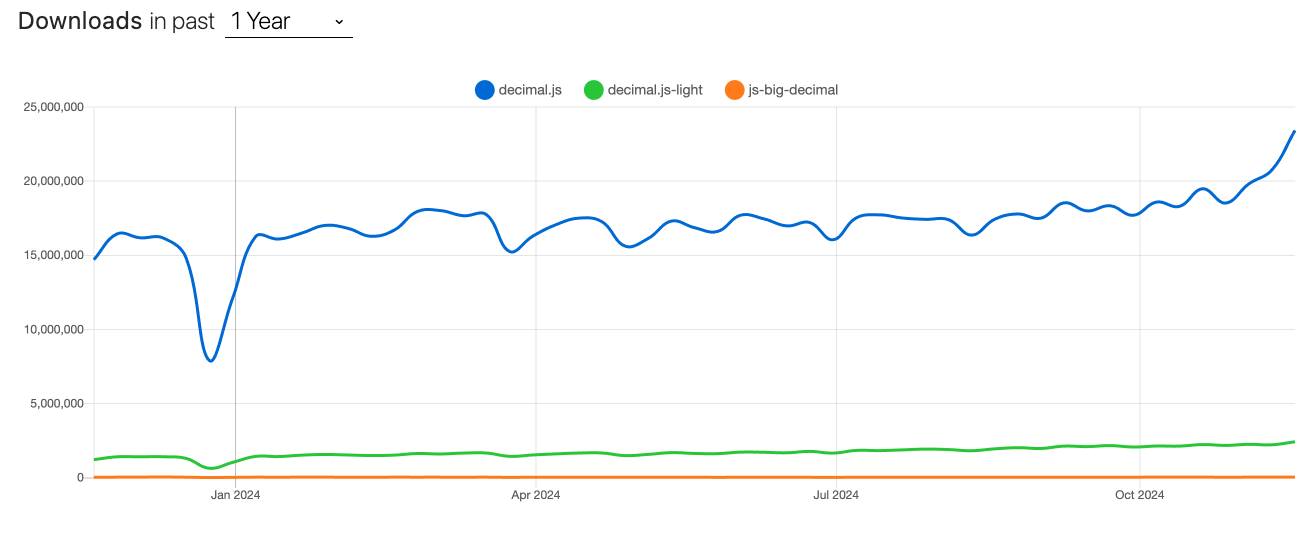 Downloads in past 1 Year
decimal.js decimal.js-light js-big-decimal
25,000,000
20,000,000
15,000,000
10,000,000
5,000,000
0
Jan 2024 Apr 2024 Jul 2024 Oct 2024